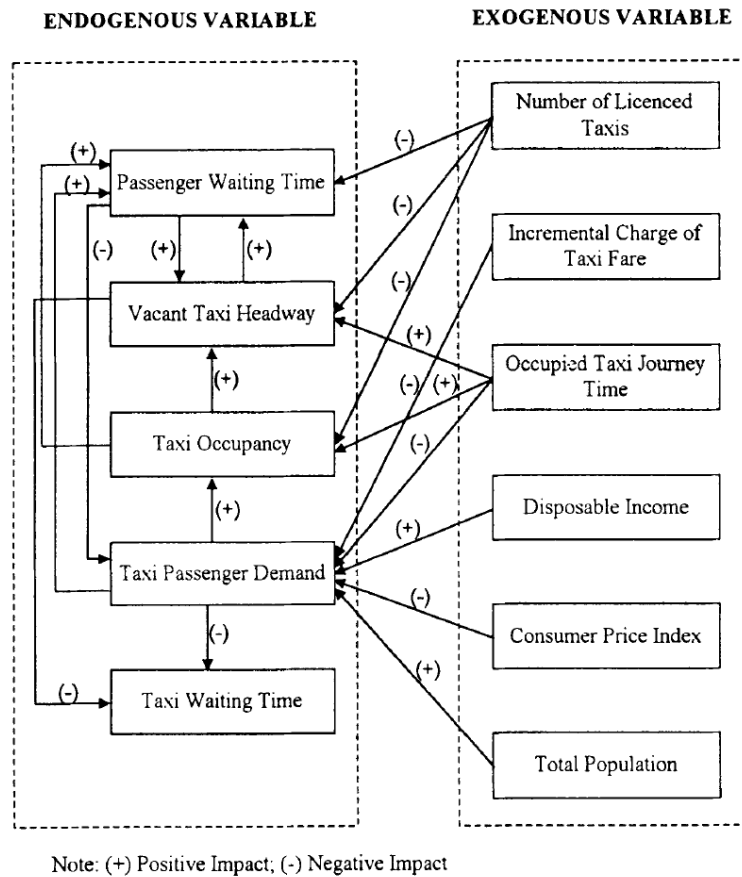 ENDOGENOUS VARIABLE
EXOGENOUS VARIABLE
Number of Licenced
Taxis
(-)
(+)
Passenger Waiting Time
(+)
(-)
(-)
(+)
(+)
Incremental Charge of
Taxi Fare
(-)
Vacant Taxi Headway
(+)
(+)
(-)
(+)
Occupied Taxi Journey
Time
Taxi Occupancy
(-)
(+)
(+)
Disposable Income
Taxi Passenger Demand
(-)
(-)
Consumer Price Index
(+)
(-)
Taxi Waiting Time
Total Population
Note: (+) Positive Impact; (-) Negative Impact